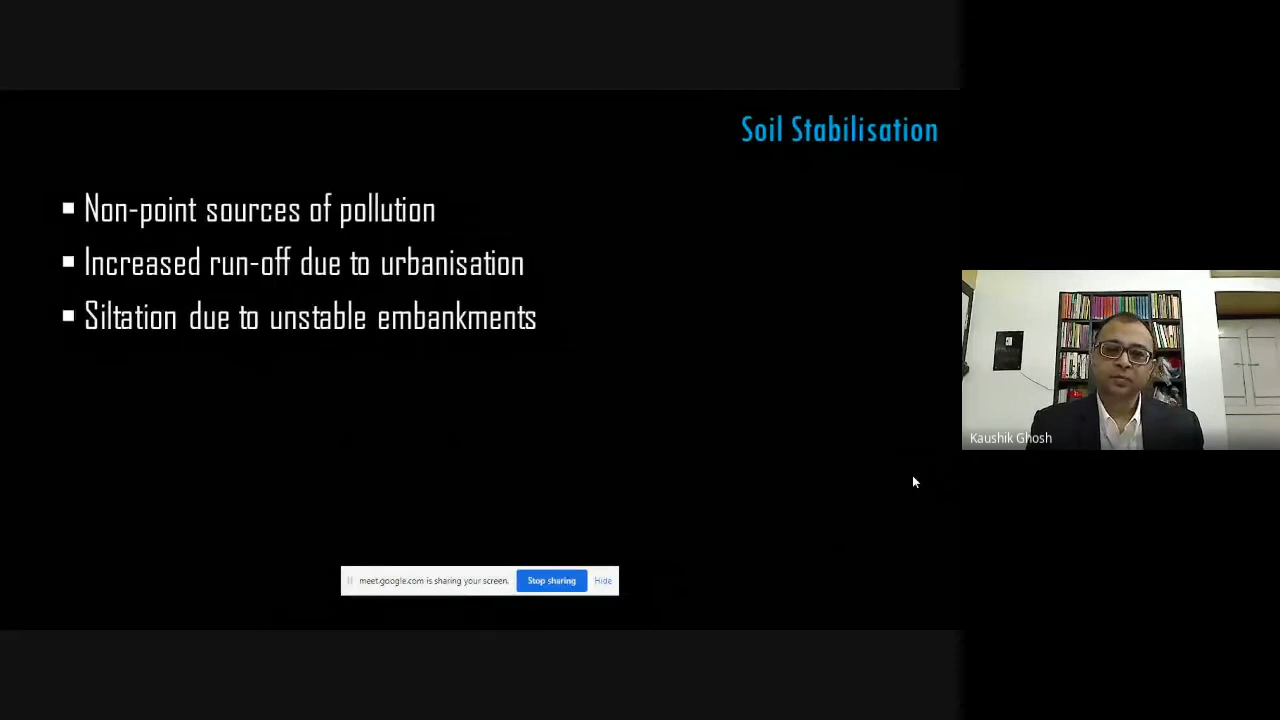 Soil Stabilisation
Non-point sources of pollution
Increased run-off due to urbanisation
Siltation due to unstable embankments
Kaushik Ghosh
meet.google.com is sharing your screen. Stop sharing Hide